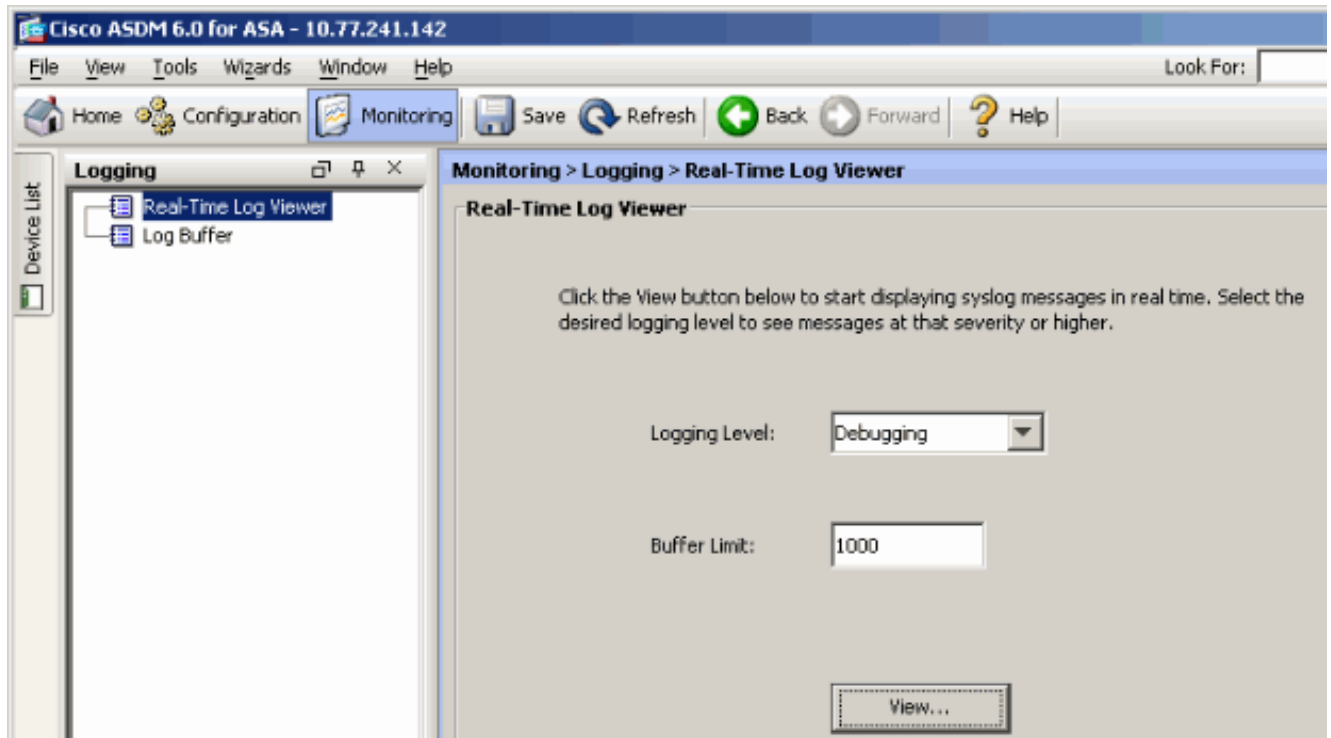 Cisco ASDM 6.0 for ASA - 10.77.241.142
File View Tools Wizards Window Help Look For:
Home Configuration Monitoring Save Refresh Back Forward Help
Device List
Logging
Real-Time Log Viewer
Log Buffer
Monitoring > Logging > Real-Time Log Viewer
Real-Time Log Viewer
Click the View button below to start displaying syslog messages in real time. Select the
desired logging level to see messages at that severity or higher.
Logging Level: Debugging
Buffer Limit: 1000
View...